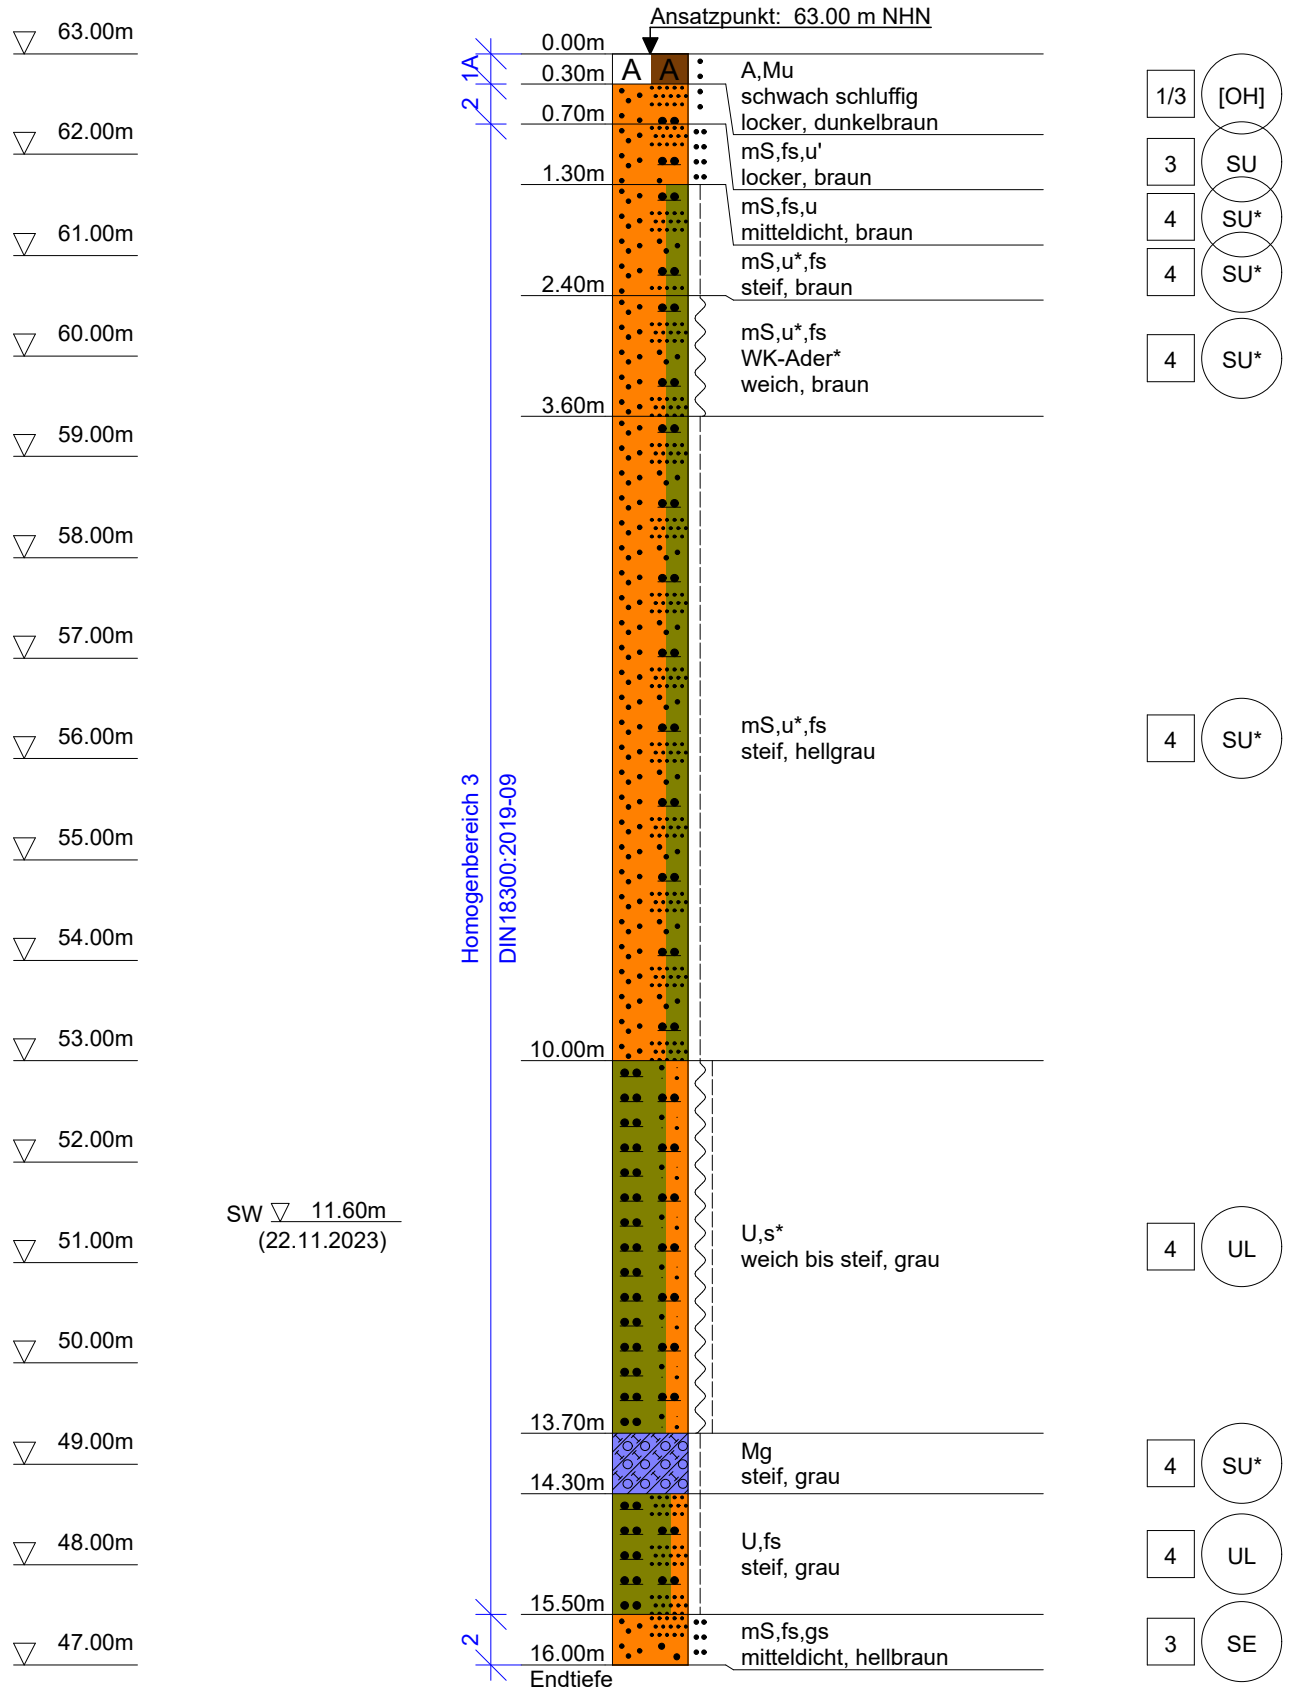 Ansatzpunkt: 63.00 m NHN
63.00m
62.00m
61.00m
60.00m
59.00m
58.00m
57.00m
56.00m
55.00m
54.00m
53.00m
52.00m
51.00m
50.00m
49.00m
48.00m
47.00m
SW 11.60m
(22.11.2023)
1A
2
Homogenbereich 3
DIN18300:2019-09
2
0.00m
0.30m
0.70m
1.30m
2.40m
3.60m
10.00m
13.70m
14.30m
15.50m
16.00m
Endtiefe
A A
A,Mu
schwach schluffig
locker, dunkelbraun
1/3 [OH]
mS,fs,u'
locker, braun
3 SU
mS,fs,u
mitteldicht, braun
4 SU*
mS,u*,fs
steif, braun
4 SU*
mS,u*,fs
WK-Ader*
weich, braun
4 SU*
mS,u*,fs
steif, hellgrau
4 SU*
U,s*
weich bis steif, grau
4 UL
Mg
steif, grau
4 SU*
U,fs
steif, grau
4 UL
mS,fs,gs
mitteldicht, hellbraun
3 SE